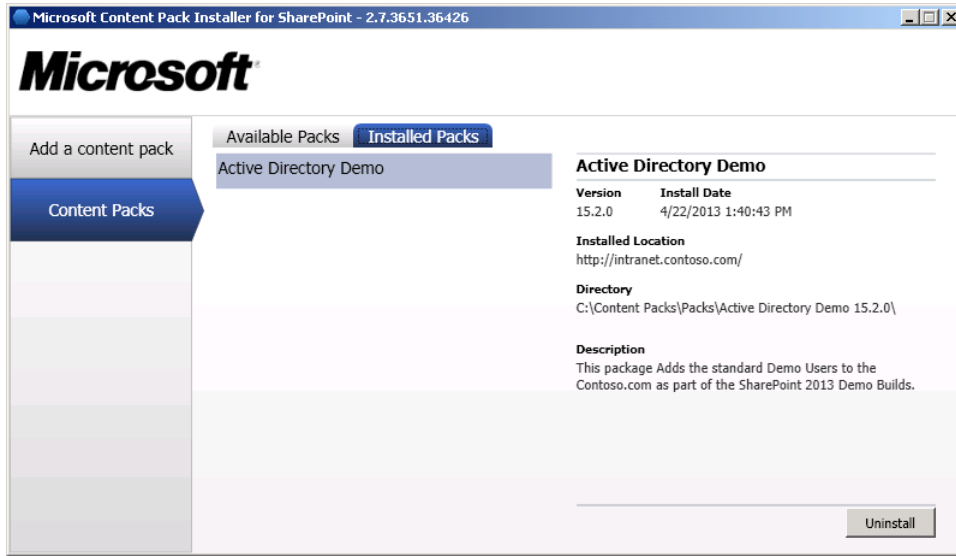 Microsoft Content Pack Installer for SharePoint - 2.7.3651.36426
Microsoft
Add a content pack
Content Packs
Available Packs
Installed Packs
Active Directory Demo
Active Directory Demo
Version Install Date
15.2.0 4/22/2013 1:40:43 PM
Installed Location
http://intranet.contoso.com/
Directory
C:\Content Packs\Packs\Active Directory Demo 15.2.0\
Description
This package Adds the standard Demo Users to the
Contoso.com as part of the SharePoint 2013 Demo Builds.
Uninstall